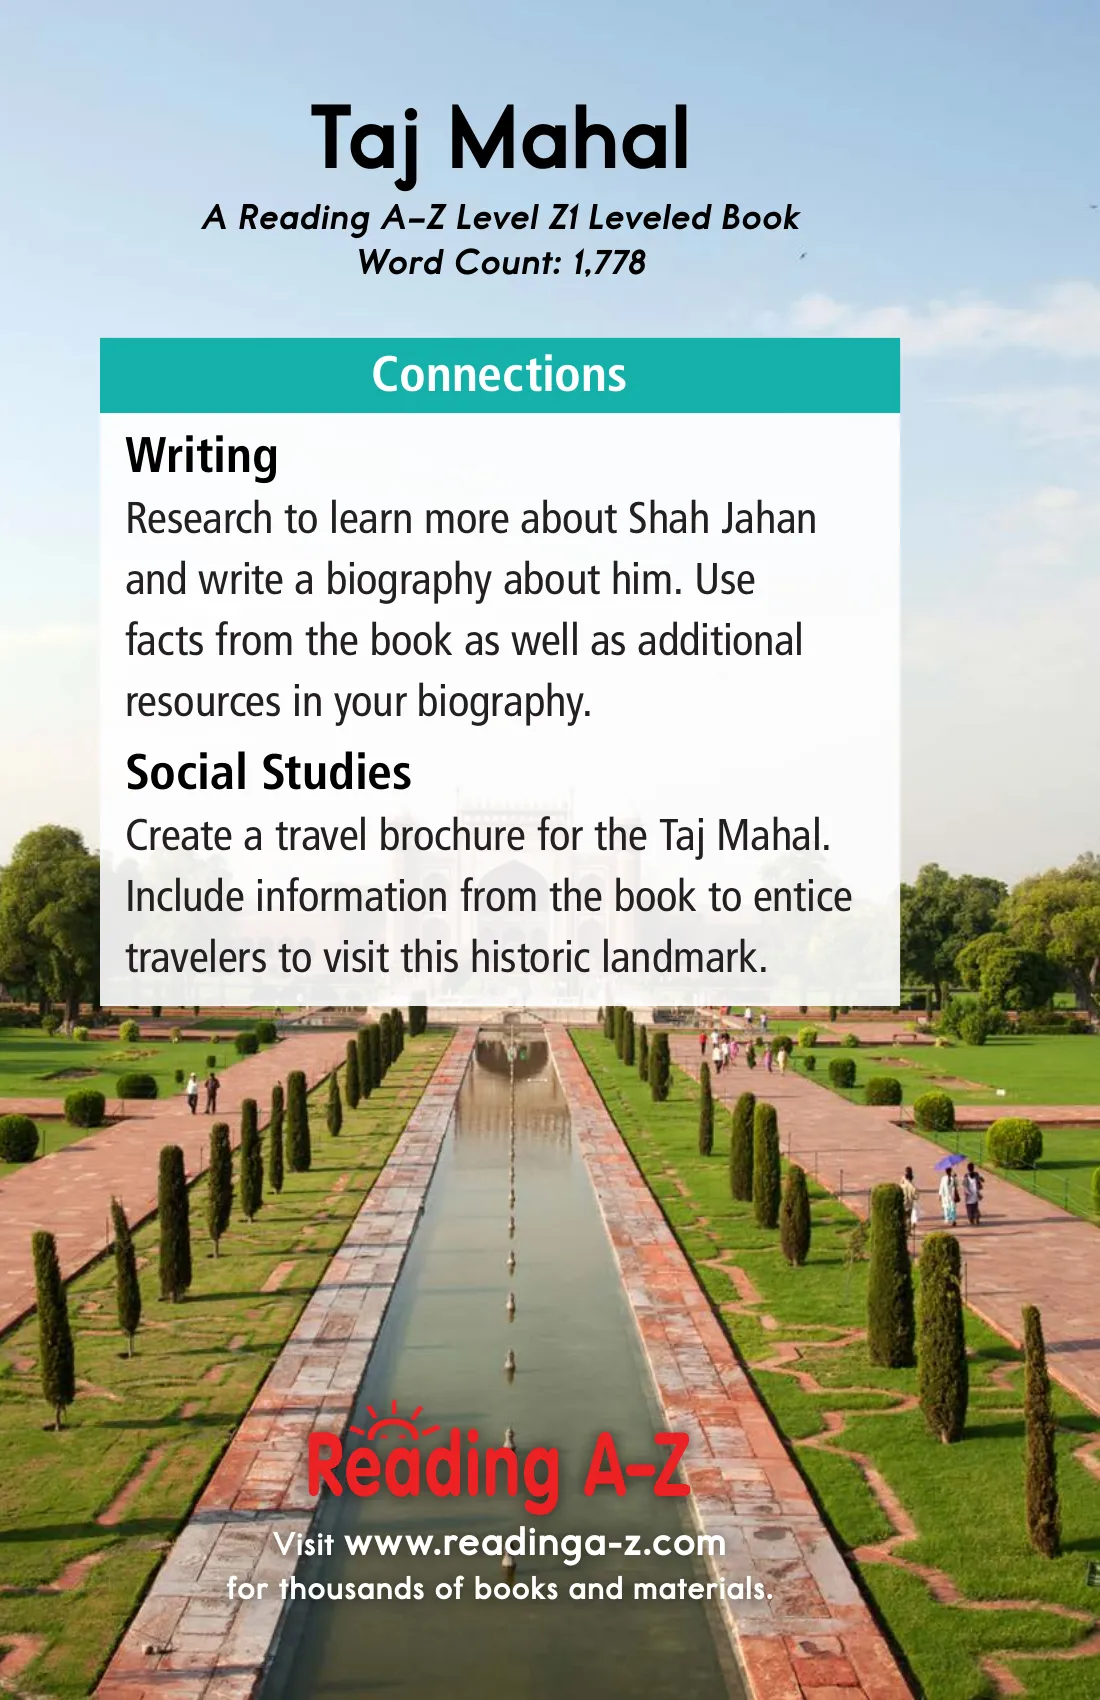 Taj Mahal
A Reading A–Z Level Z1 Leveled Book
Word Count: 1,778
Connections
Writing
Research to learn more about Shah Jahan
and write a biography about him. Use
facts from the book as well as additional
resources in your biography.
Social Studies
Create a travel brochure for the Taj Mahal.
Include information from the book to entice
travelers to visit this historic landmark.
Reading A–Z
Visit www.readinga-z.com
for thousands of books and materials.